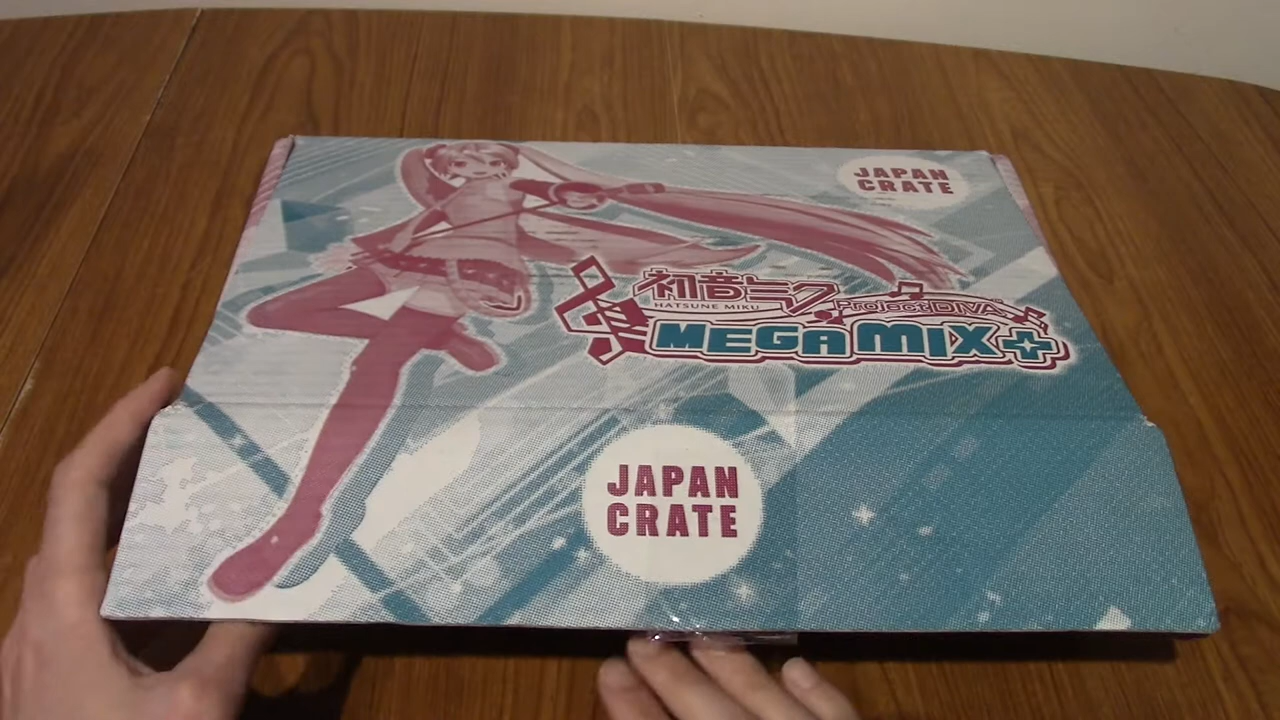 JAPAN
CRATE
初音ミク
HATSUNE MIKU
Project DIVA
MEGA MIX+
JAPAN
CRATE